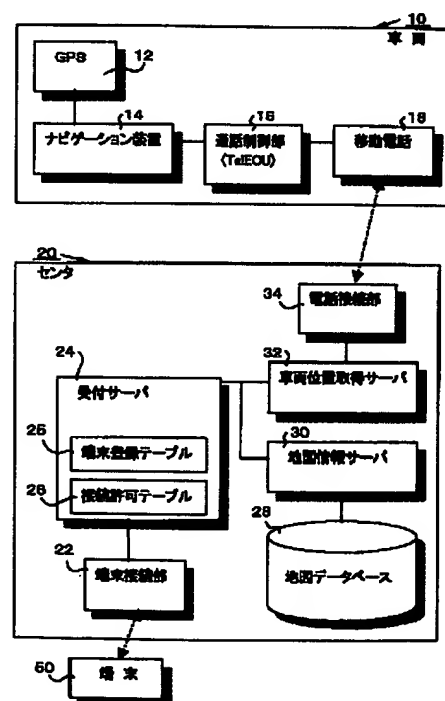 10
車両
GPS
12
14
ナビゲーション装置
16
通話制御部
(TelECU)
18
移動電話
20
センタ
34
電話接続部
24
受付サーバ
32
車両位置取得サーバ
26
端末登録テーブル
30
地図情報サーバ
26
接続許可テーブル
28
地図データベース
22
端末接続部
50
端末